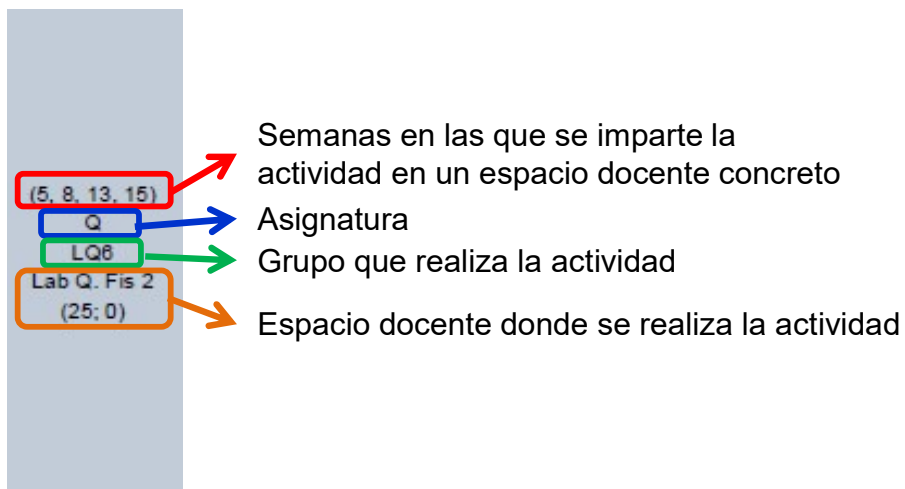 (5, 8, 13, 15)
Q
LQ6
Lab Q. Fis 2
(25; 0)
Semanas en las que se imparte la
actividad en un espacio docente concreto
Asignatura
Grupo que realiza la actividad
Espacio docente donde se realiza la actividad